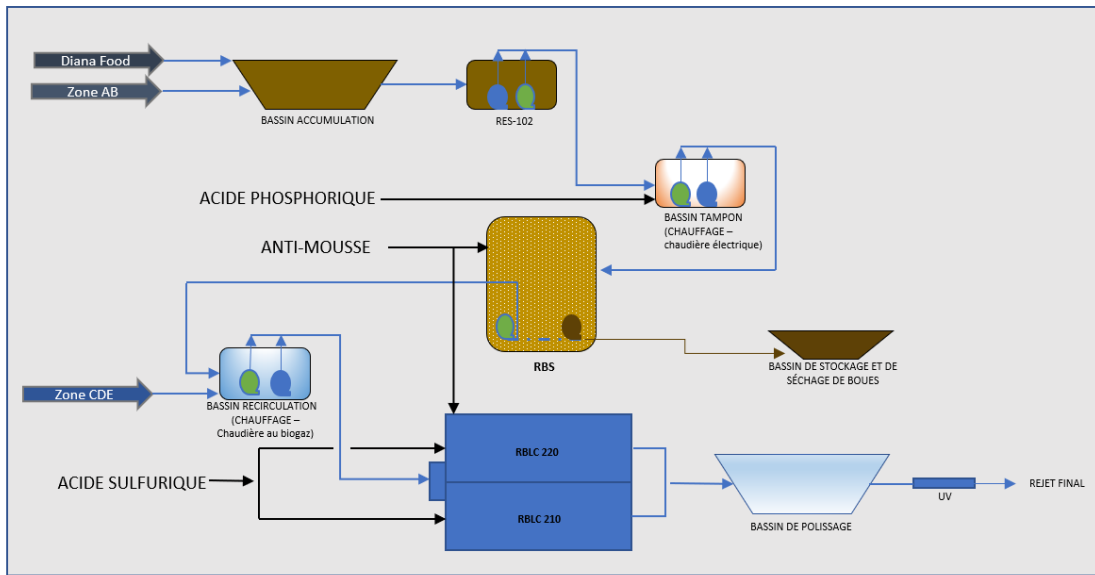 Diana Food
Zone AB
BASSIN ACCUMULATION
RES-102
ACIDE PHOSPHORIQUE
BASSIN TAMPON
(CHAUFFAGE –
chaudière électrique)
ANTI-MOUSSE
RBS
BASSIN DE STOCKAGE ET DE
SÉCHAGE DE BOUES
Zone CDE
BASSIN RECIRCULATION
(CHAUFFAGE –
Chaudière au biogaz)
RBLC 220
ACIDE SULFURIQUE
RBLC 210
BASSIN DE POLISSAGE
UV
REJET FINAL